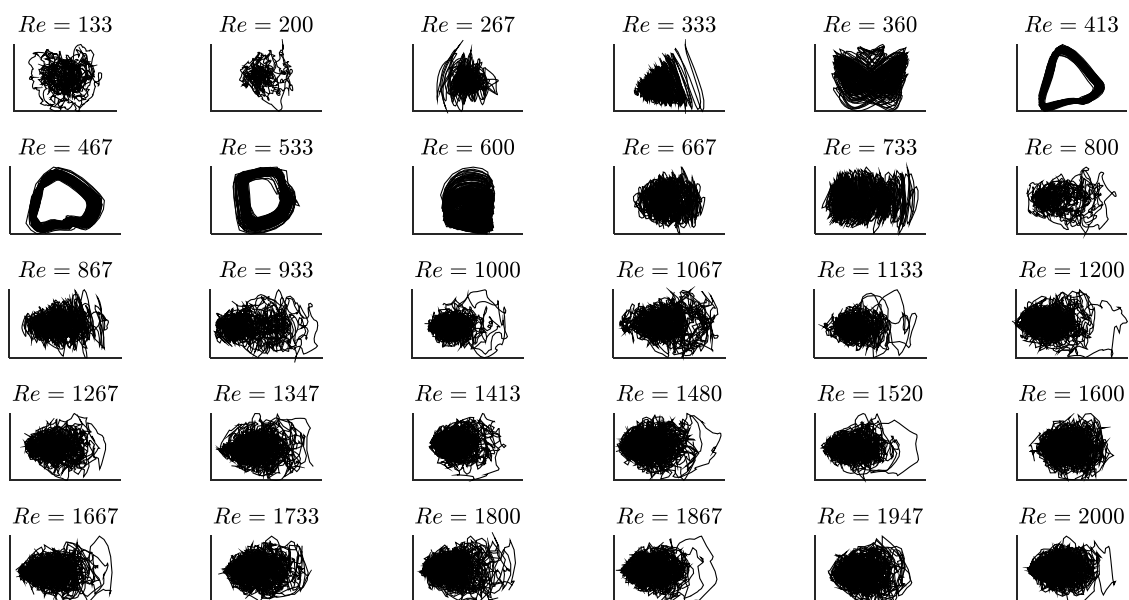 Re = 133 Re = 200 Re = 267 Re = 333 Re = 360 Re = 413
Re = 467 Re = 533 Re = 600 Re = 667 Re = 733 Re = 800
Re = 867 Re = 933 Re = 1000 Re = 1067 Re = 1133 Re = 1200
Re = 1267 Re = 1347 Re = 1413 Re = 1480 Re = 1520 Re = 1600
Re = 1667 Re = 1733 Re = 1800 Re = 1867 Re = 1947 Re = 2000